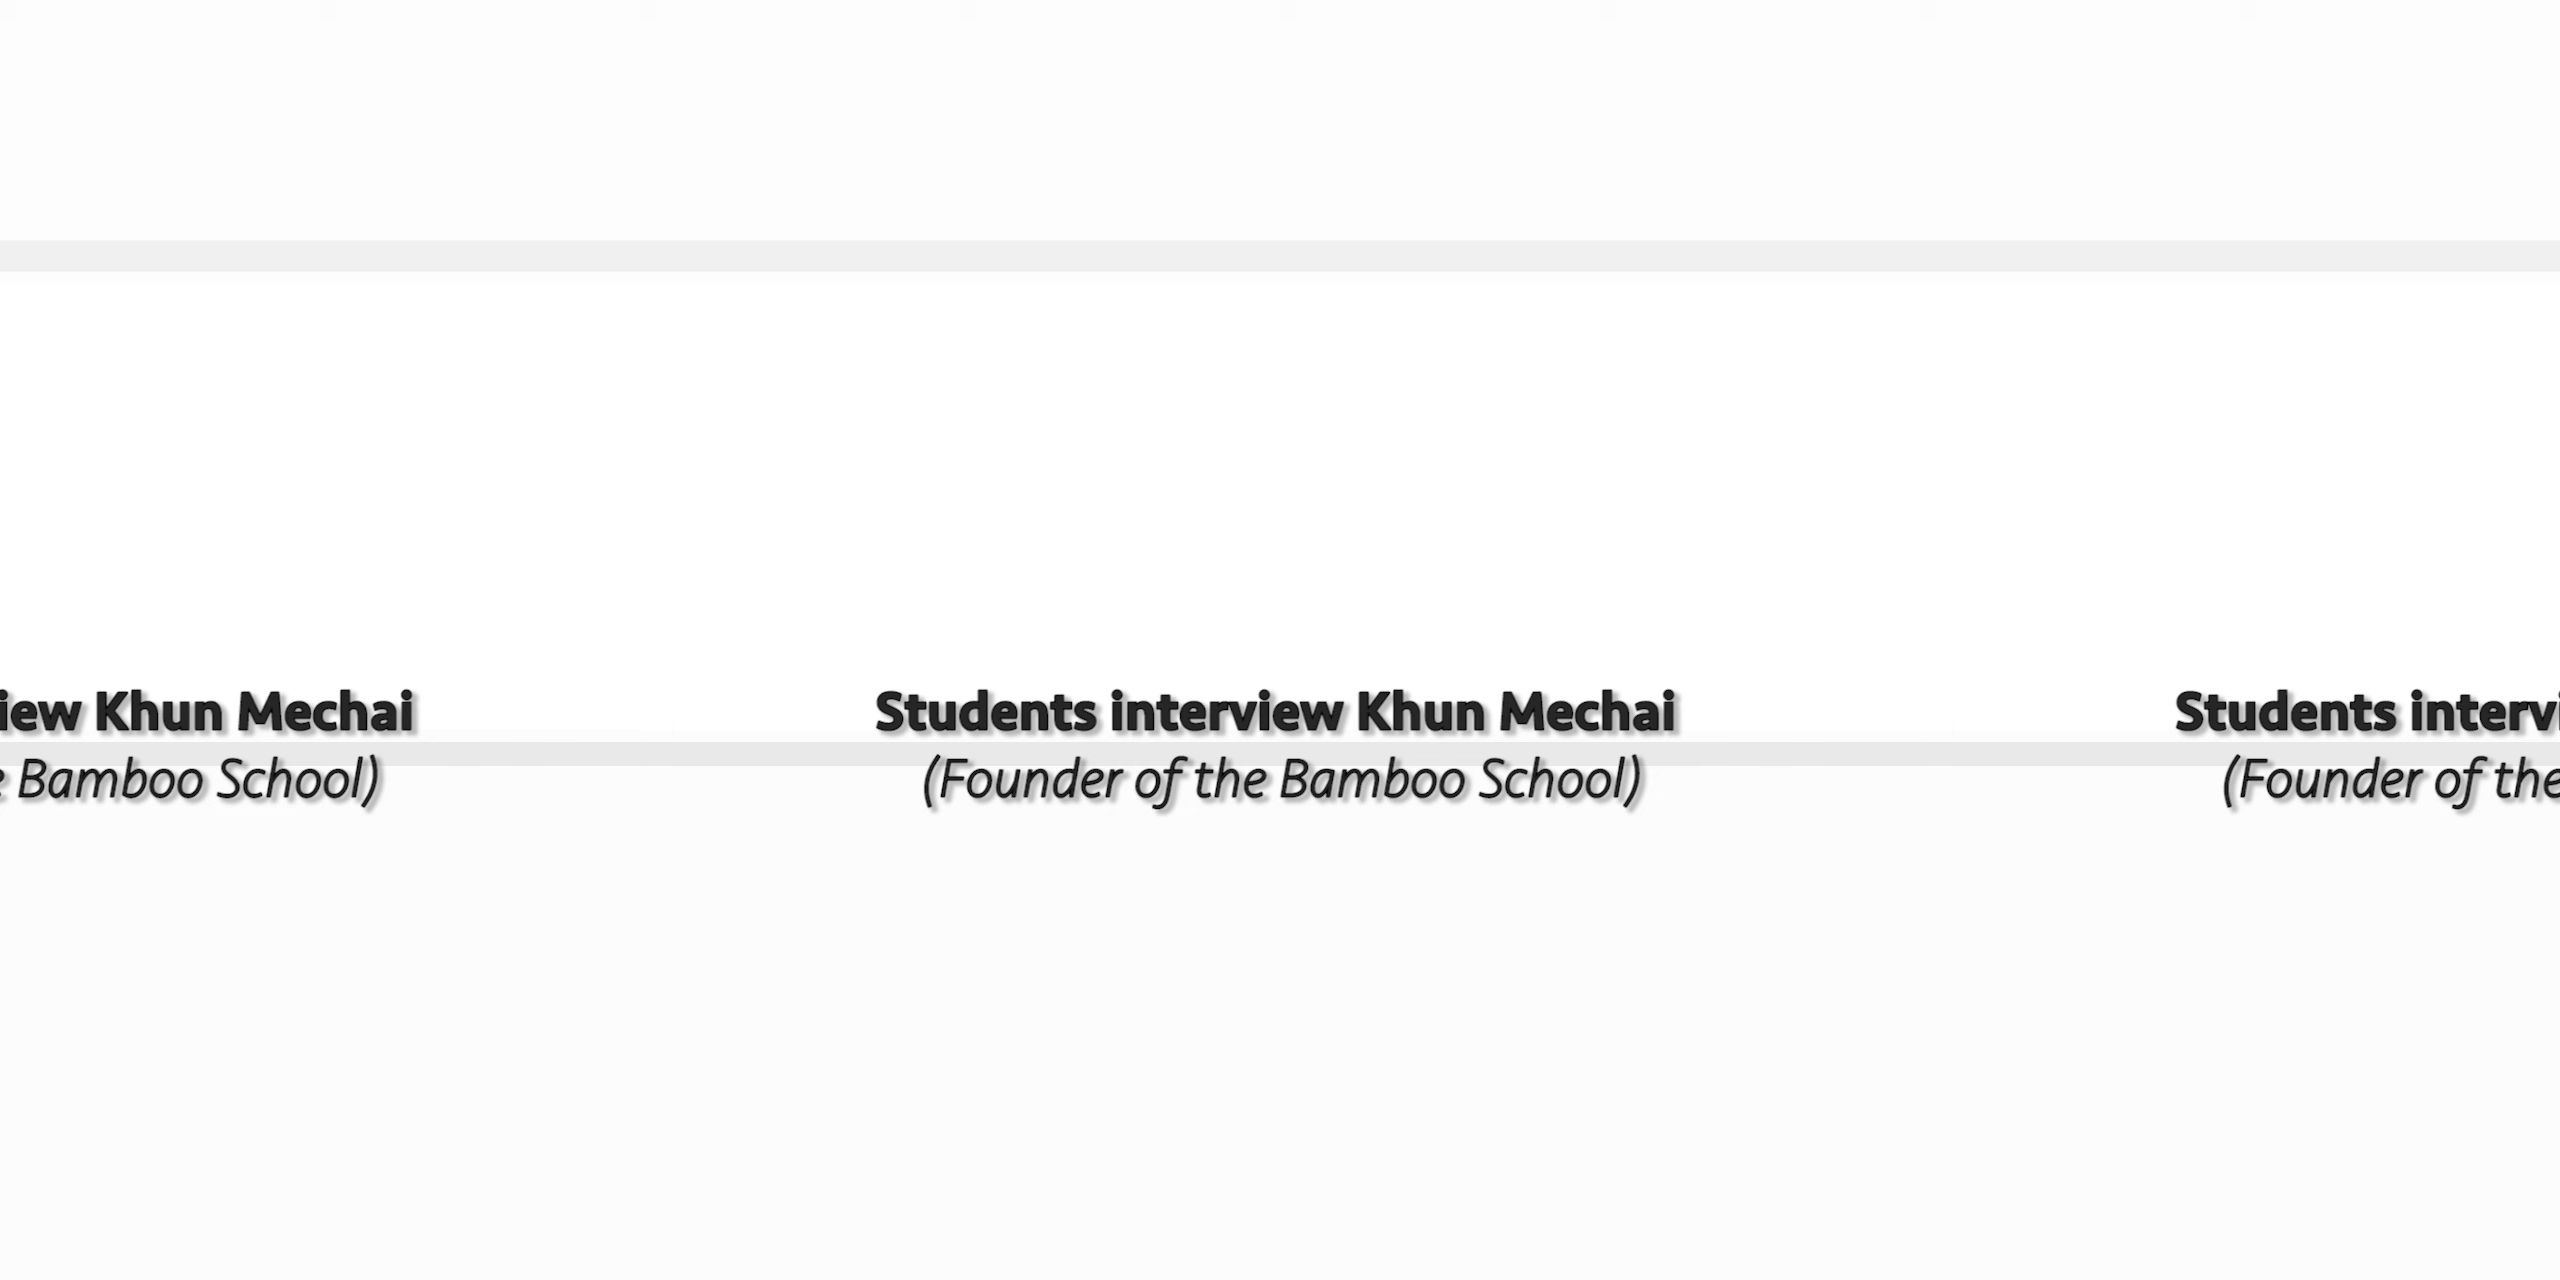 iew Khun Mechai
Bamboo School)
Students interview Khun Mechai
(Founder of the Bamboo School)
Students intervi
(Founder of the